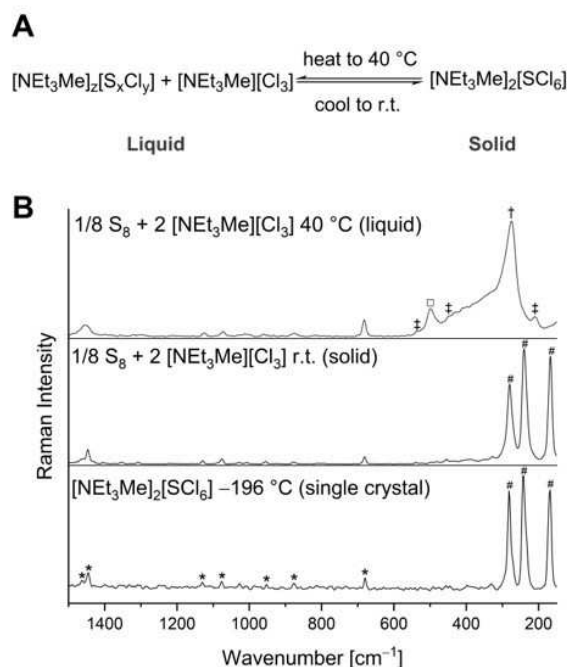 A
heat to 40 °C
[NEt₃Me]z[SₓCly] + [NEt₃Me][Cl₃] ⇌ [NEt₃Me]₂[SCl₆]
cool to r.t.
Liquid Solid
B
†
1/8 S₈ + 2 [NEt₃Me][Cl₃] 40 °C (liquid)
‡ □ ‡ ‡
1/8 S₈ + 2 [NEt₃Me][Cl₃] r.t. (solid)
# # #
[NEt₃Me]₂[SCl₆] –196 °C (single crystal)
# # #
* * * * * * *
Raman Intensity
1400 1200 1000 800 600 400 200
Wavenumber [cm⁻¹]